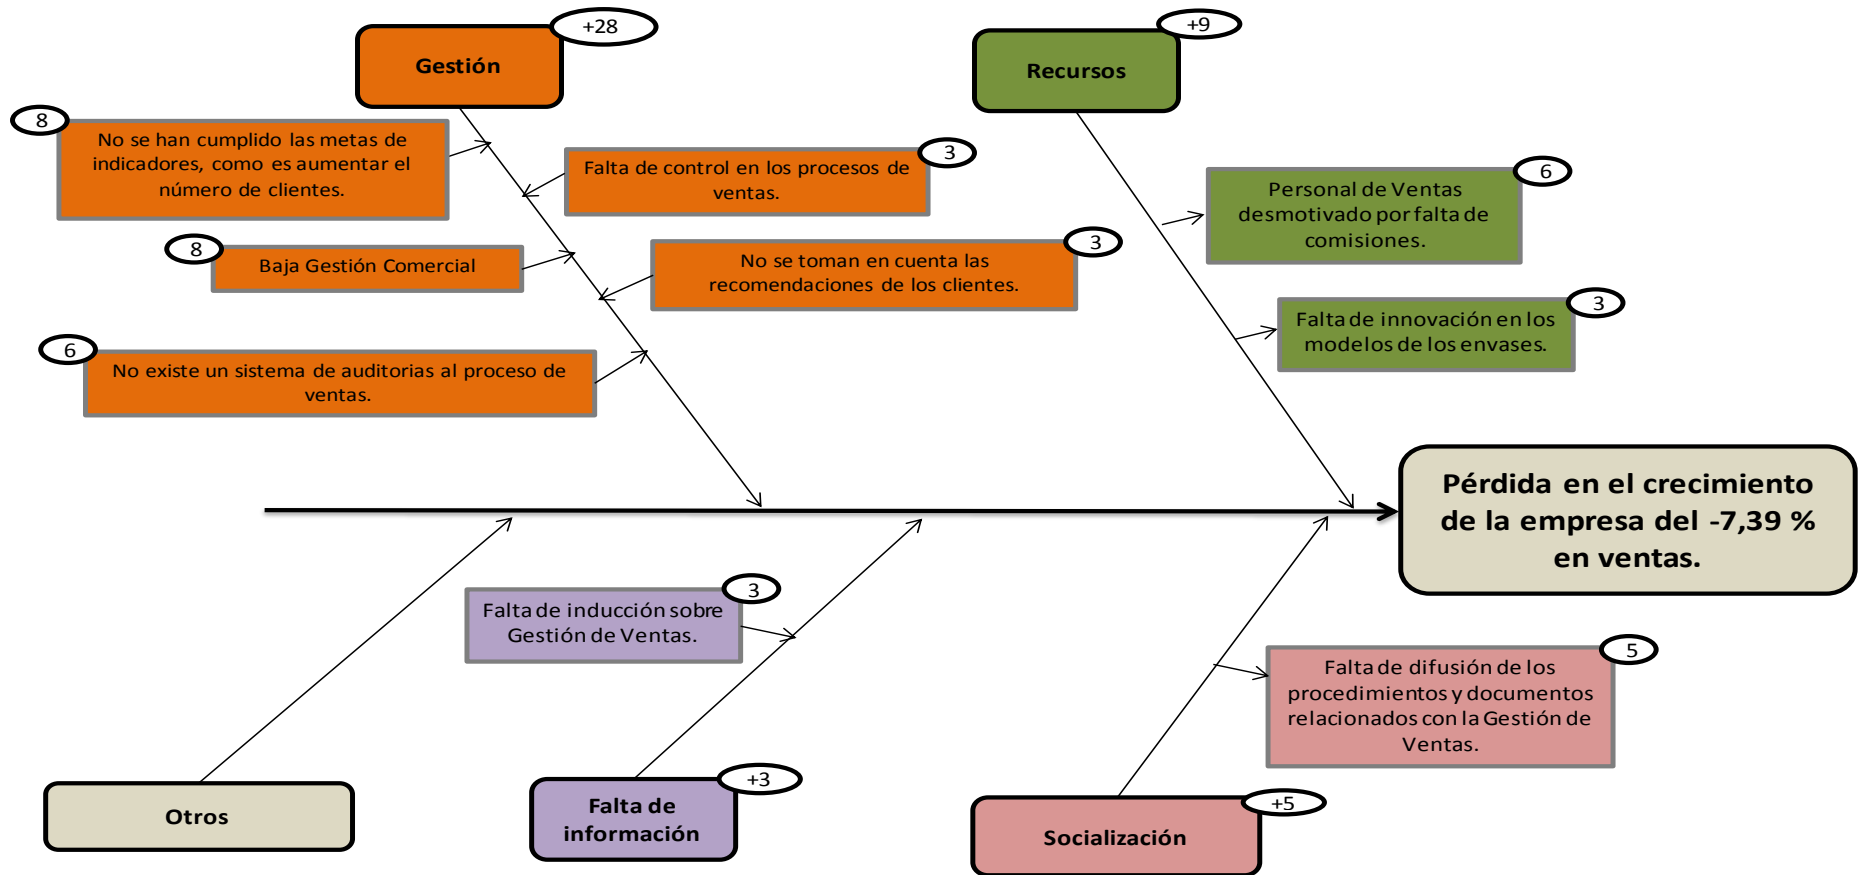 +28
Gestión
+9
Recursos
8
No se han cumplido las metas de
indicadores, como es aumentar el
número de clientes.
3
Falta de control en los procesos de
ventas.
6
Personal de Ventas
desmotivado por falta de
comisiones.
8
Baja Gestión Comercial
3
No se toman en cuenta las
recomendaciones de los clientes.
3
Falta de innovación en los
modelos de los envases.
6
No existe un sistema de auditorias al proceso de
ventas.
Pérdida en el crecimiento
de la empresa del -7,39 %
en ventas.
3
Falta de inducción sobre
Gestión de Ventas.
5
Falta de difusión de los
procedimientos y documentos
relacionados con la Gestión de
Ventas.
Otros
+3
Falta de
información
+5
Socialización